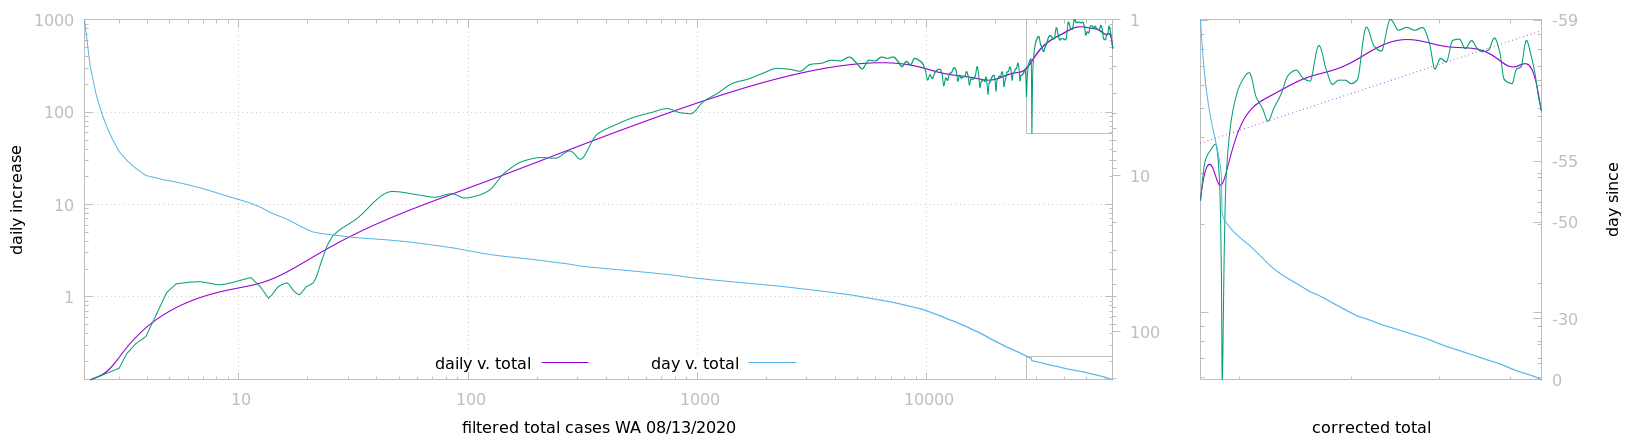 1000
100
10
1
daily increase
daily v. total
day v. total
10
100
1000
10000
filtered total cases WA 08/13/2020
1
10
100
-59
-55
-50
-30
0
day since
corrected total